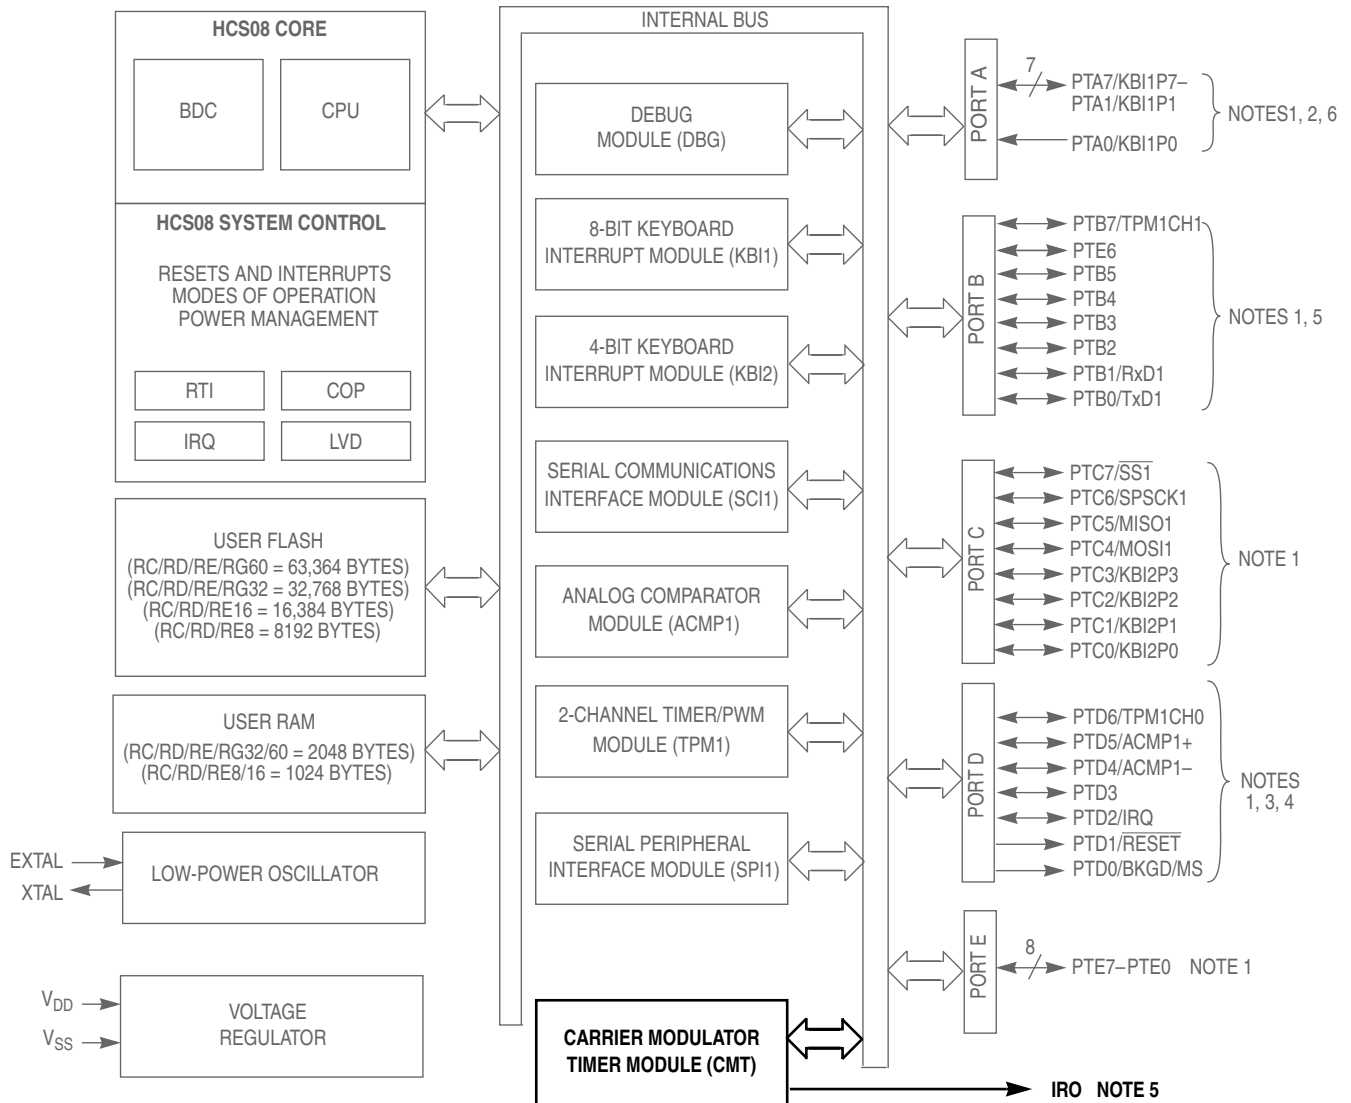 INTERNAL BUS
HCS08 CORE
BDC
CPU
HCS08 SYSTEM CONTROL
RESETS AND INTERRUPTS
MODES OF OPERATION
POWER MANAGEMENT
RTI
COP
IRQ
LVD
USER FLASH
(RC/RD/RE/RG60 = 63,364 BYTES)
(RC/RD/RE/RG32 = 32,768 BYTES)
(RC/RD/RE16 = 16,384 BYTES)
(RC/RD/RE8 = 8192 BYTES)
USER RAM
(RC/RD/RE/RG32/60 = 2048 BYTES)
(RC/RD/RE8/16 = 1024 BYTES)
EXTAL
XTAL
LOW-POWER OSCILLATOR
VDD
VSS
VOLTAGE
REGULATOR
DEBUG
MODULE (DBG)
8-BIT KEYBOARD
INTERRUPT MODULE (KBI1)
4-BIT KEYBOARD
INTERRUPT MODULE (KBI2)
SERIAL COMMUNICATIONS
INTERFACE MODULE (SCI1)
ANALOG COMPARATOR
MODULE (ACMP1)
2-CHANNEL TIMER/PWM
MODULE (TPM1)
SERIAL PERIPHERAL
INTERFACE MODULE (SPI1)
CARRIER MODULATOR
TIMER MODULE (CMT)
IRO NOTE 5
PORT A
7
PTA7/KBI1P7–
PTA1/KBI1P1
PTA0/KBI1P0
NOTES1, 2, 6
PORT B
PTB7/TPM1CH1
PTE6
PTB5
PTB4
PTB3
PTB2
PTB1/RxD1
PTB0/TxD1
NOTES 1, 5
PORT C
PTC7/SS1
PTC6/SPSCK1
PTC5/MISO1
PTC4/MOSI1
PTC3/KBI2P3
PTC2/KBI2P2
PTC1/KBI2P1
PTC0/KBI2P0
NOTE 1
PORT D
PTD6/TPM1CH0
PTD5/ACMP1+
PTD4/ACMP1–
PTD3
PTD2/IRQ
PTD1/RESET
PTD0/BKGD/MS
NOTES
1, 3, 4
PORT E
8
PTE7–PTE0 NOTE 1